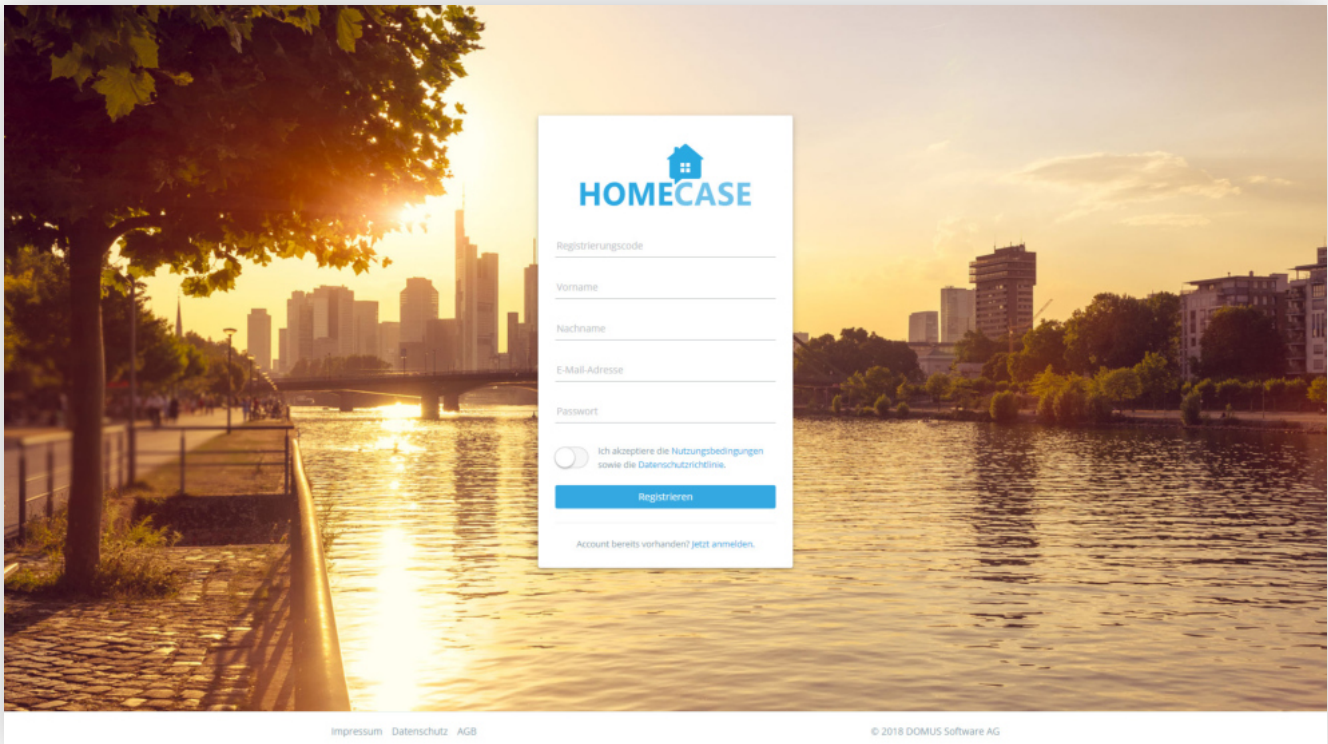 HOMECASE
Registrierungscode
Vorname
Nachname
E-Mail-Adresse
Passwort
Ich akzeptiere die Nutzungsbedingungen
sowie die Datenschutzrichtlinie.
Registrieren
Account bereits vorhanden? Jetzt anmelden.
Impressum Datenschutz AGB
© 2018 DOMUS Software AG